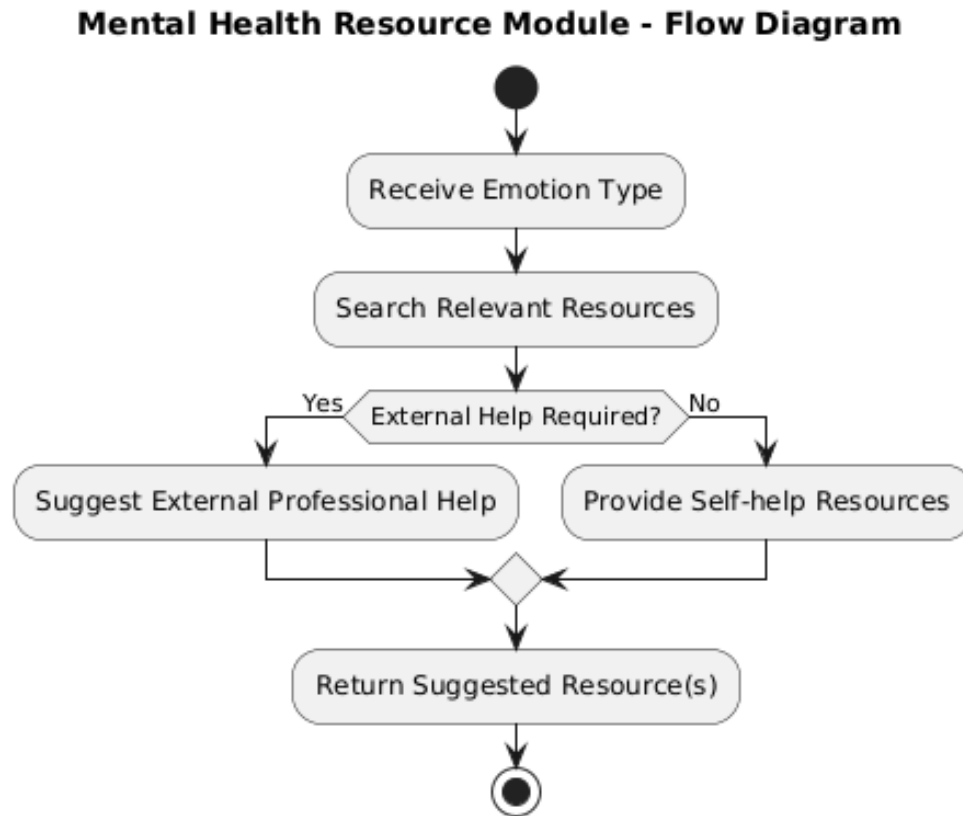 Mental Health Resource Module - Flow Diagram
Receive Emotion Type
Search Relevant Resources
Yes
External Help Required?
No
Suggest External Professional Help
Provide Self-help Resources
Return Suggested Resource(s)